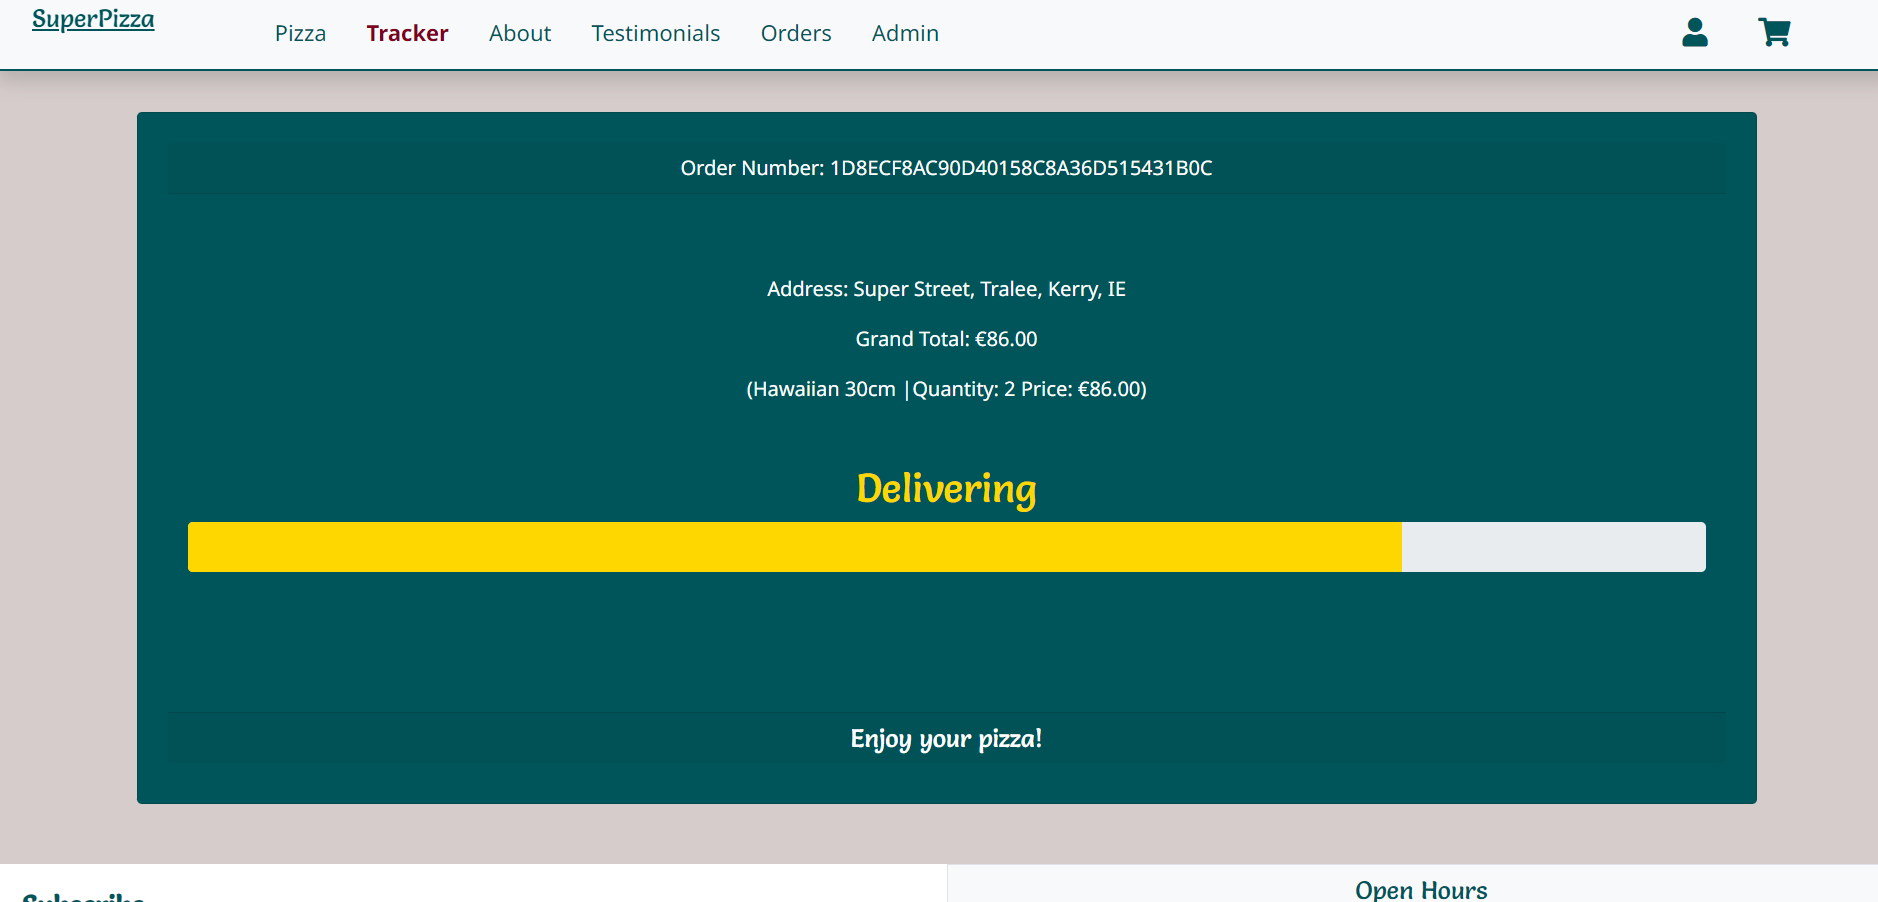 SuperPizza
Pizza Tracker About Testimonials Orders Admin
Order Number: 1D8ECF8AC90D40158C8A36D515431B0C
Address: Super Street, Tralee, Kerry, IE
Grand Total: €86.00
(Hawaiian 30cm |Quantity: 2 Price: €86.00)
Delivering
Enjoy your pizza!
Subscribe
Open Hours